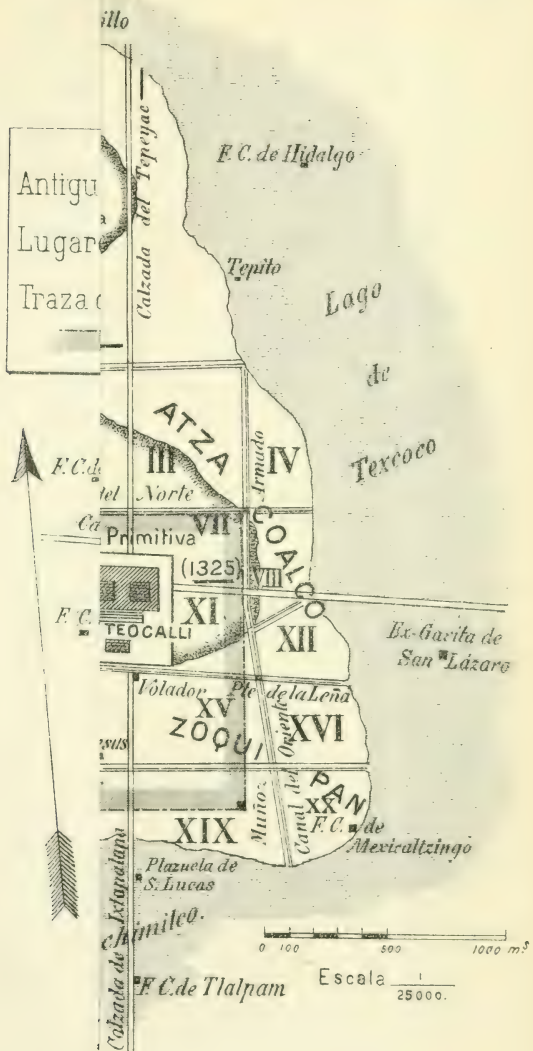 illo
Calzada del Tepeyac
F. C. de Hidalgo
Antigu
Lugare
Traza
Tepito
Lago
de
Texcoco
ATZA
COALCO
III
IV
Armado
F. C. de
del Norte
Ca
Primitiva
VII
(1325)
VIII
F. C.
TEOCALLI
XI
XII
Ex-Garita de
San Lázaro
Volador
Pte de la Leña
XV
ZOQUI
PAN
XVI
Canal del Oriente
XX
Muñoz
XIX
F. C. de
Mexicaltzingo
Plazuela de
S. Lucas
chimilco.
Calzada de Ixtapalapa
F. C. de Tlalpam
0 100 500 1000 mˢ
Escala 1/25000.